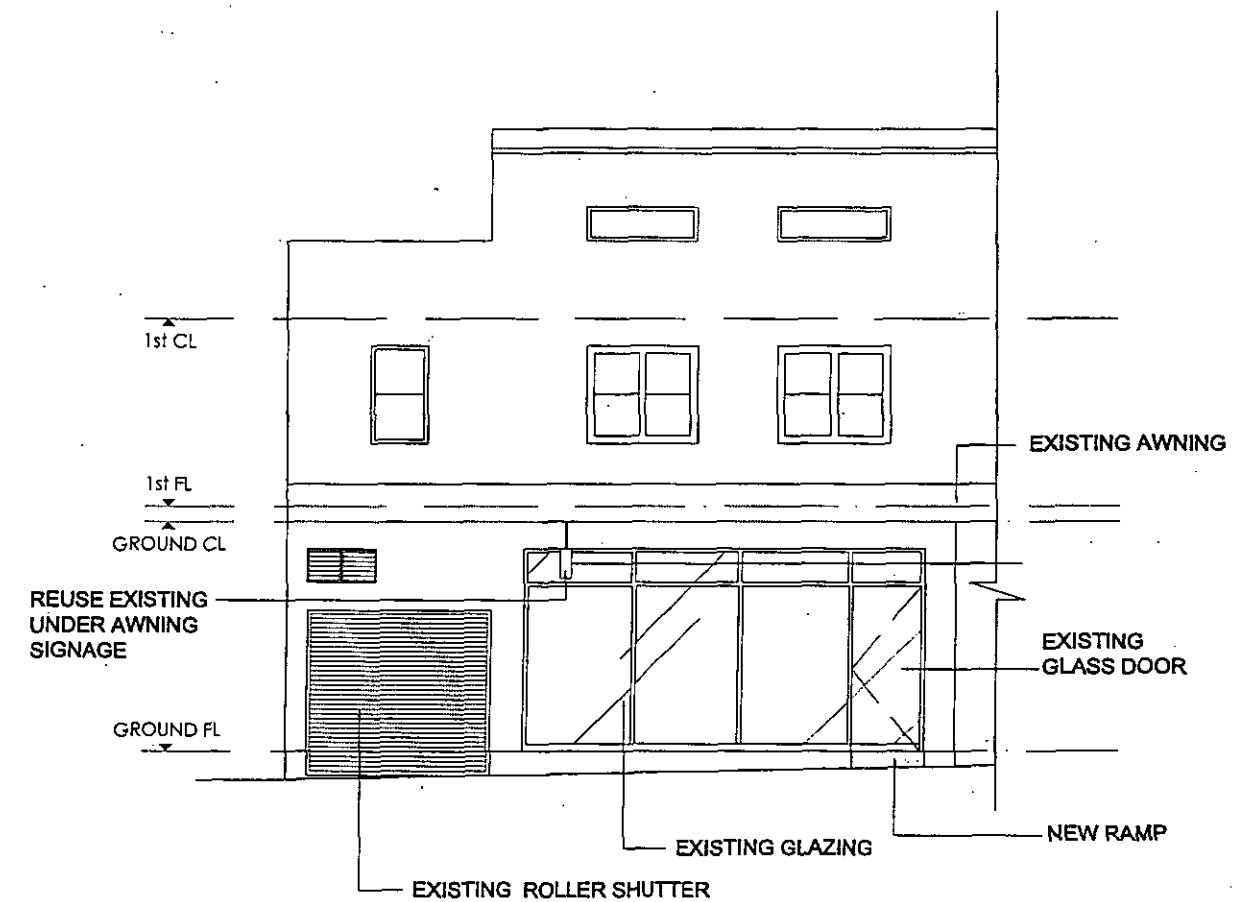 1st CL
EXISTING AWNING
1st FL
GROUND CL
REUSE EXISTING
UNDER AWNING
SIGNAGE
EXISTING
GLASS DOOR
GROUND FL
NEW RAMP
EXISTING GLAZING
EXISTING ROLLER SHUTTER